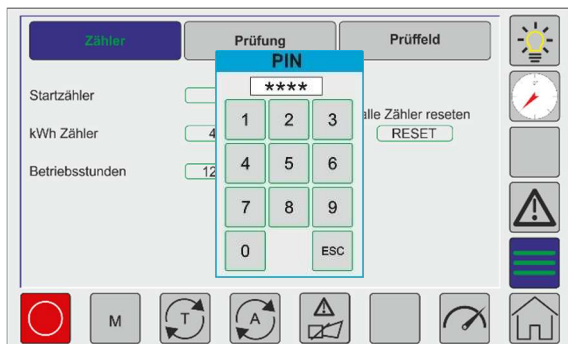 Zähler
Prüfung
Prüffeld
PIN
****
Startzähler
alle Zähler reseten
kWh Zähler
4
RESET
Betriebsstunden
12
1 2 3
4 5 6
7 8 9
0 ESC
M
T
A